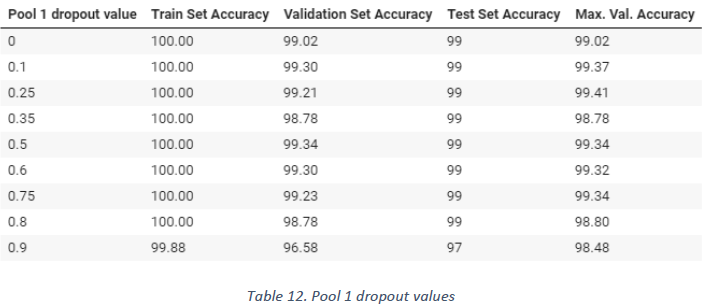 Pool 1 dropout value Train Set Accuracy Validation Set Accuracy Test Set Accuracy Max. Val. Accuracy
0 100.00 99.02 99 99.02
0.1 100.00 99.30 99 99.37
0.25 100.00 99.21 99 99.41
0.35 100.00 98.78 99 98.78
0.5 100.00 99.34 99 99.34
0.6 100.00 99.30 99 99.32
0.75 100.00 99.23 99 99.34
0.8 100.00 98.78 99 98.80
0.9 99.88 96.58 97 98.48
Table 12. Pool 1 dropout values